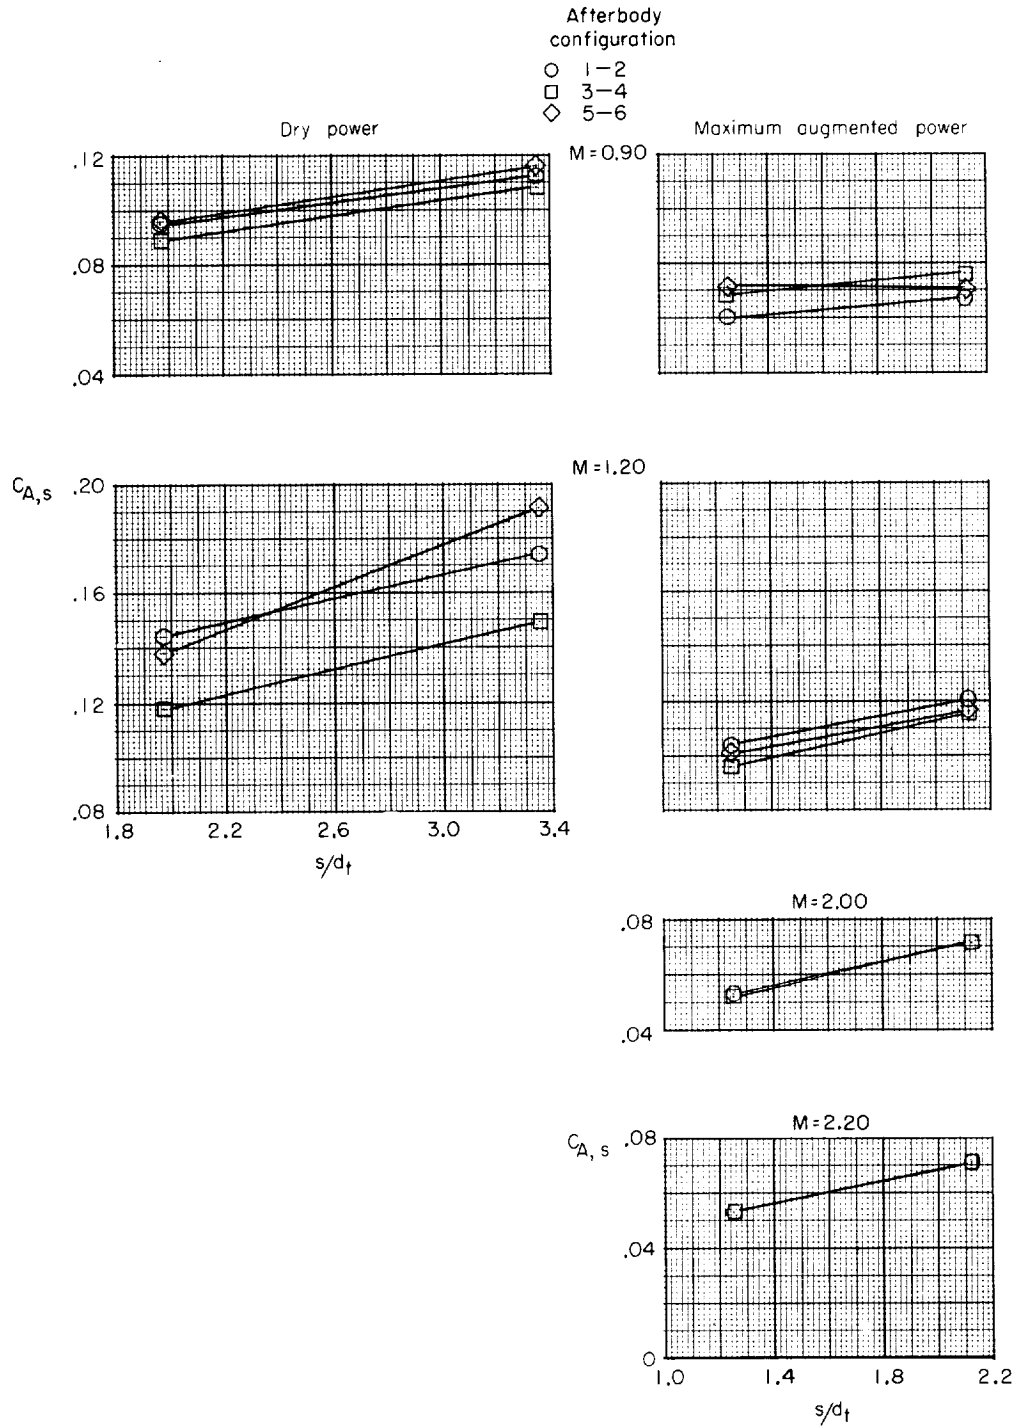 Afterbody
configuration
1–2
3–4
5–6
Dry power
Maximum augmented power
M=0.90
.12
.08
.04
M=1.20
C_A,s
.20
.16
.12
.08
1.8 2.2 2.6 3.0 3.4
s/d_t
M=2.00
.08
.04
M=2.20
C_A,s
.08
.04
0
1.0 1.4 1.8 2.2
s/d_t